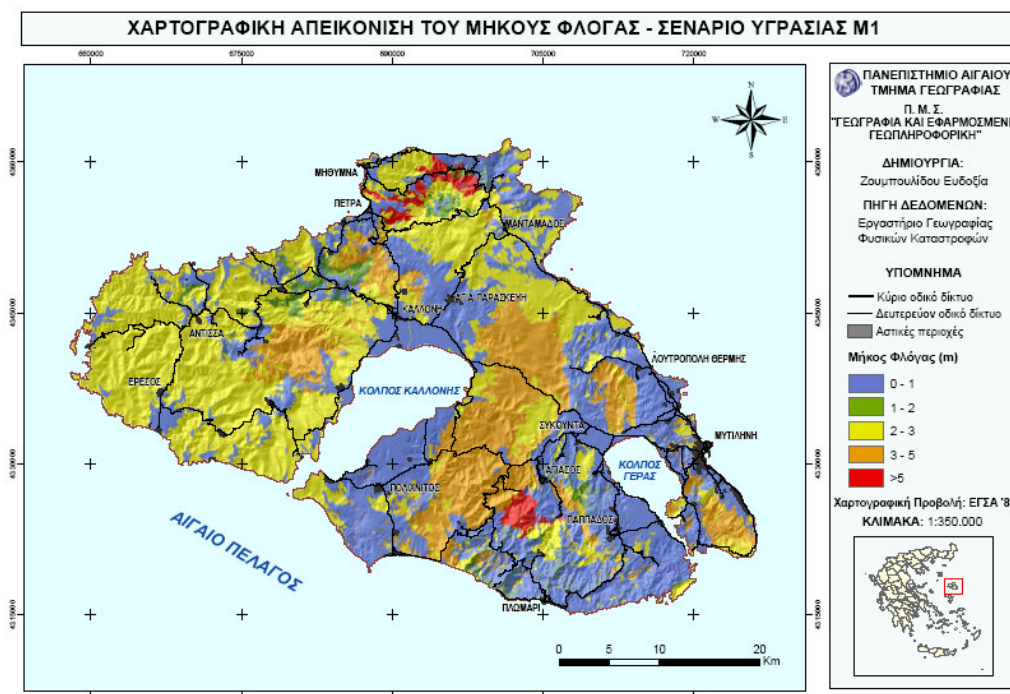 ΧΑΡΤΟΓΡΑΦΙΚΗ ΑΠΕΙΚΟΝΙΣΗ ΤΟΥ ΜΗΚΟΥΣ ΦΛΟΓΑΣ - ΣΕΝΑΡΙΟ ΥΓΡΑΣΙΑΣ Μ1
660000 675000 690000 705000 720000
N
W E
S
ΜΗΘΥΜΝΑ
ΠΕΤΡΑ
ΜΑΝΤΑΜΑΔΟΣ
ΑΓΙΑ ΠΑΡΑΣΚΕΥΗ
ΚΑΛΛΟΝΗ
ΑΝΤΙΣΣΑ
ΛΟΥΤΡΟΠΟΛΗ ΘΕΡΜΗΣ
ΕΡΕΣΟΣ
ΚΟΛΠΟΣ ΚΑΛΛΟΝΗΣ
ΣΥΚΟΥΝΤΑ
ΜΥΤΙΛΗΝΗ
ΚΟΛΠΟΣ
ΓΕΡΑΣ
ΑΓΙΑΣΟΣ
ΠΟΛΙΧΝΙΤΟΣ
ΠΑΠΠΑΔΟΣ
ΑΙΓΑΙΟ ΠΕΛΑΓΟΣ
ΠΛΩΜΑΡΙ
0 5 10 20
Km
ΠΑΝΕΠΙΣΤΗΜΙΟ ΑΙΓΑΙΟΥ
ΤΜΗΜΑ ΓΕΩΓΡΑΦΙΑΣ
Π. Μ. Σ.
"ΓΕΩΓΡΑΦΙΑ ΚΑΙ ΕΦΑΡΜΟΣΜΕΝΗ
ΓΕΩΠΛΗΡΟΦΟΡΙΚΗ"
ΔΗΜΙΟΥΡΓΙΑ:
Ζουμπουλίδου Ευδοξία
ΠΗΓΗ ΔΕΔΟΜΕΝΩΝ:
Εργαστήριο Γεωγραφίας
Φυσικών Καταστροφών
ΥΠΟΜΝΗΜΑ
Κύριο οδικό δίκτυο
Δευτερεύον οδικό δίκτυο
Αστικές περιοχές
Μήκος Φλόγας (m)
0 - 1
1 - 2
2 - 3
3 - 5
>5
Χαρτογραφική Προβολή: ΕΓΣΑ '8
ΚΛΙΜΑΚΑ: 1:350.000